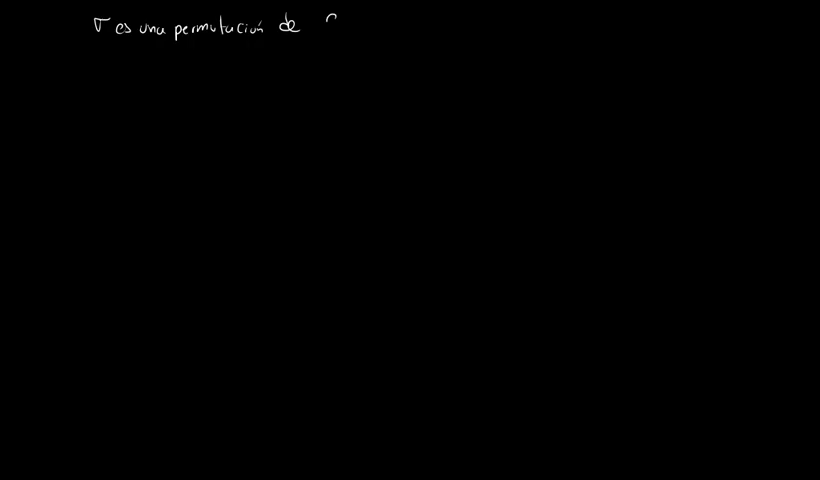 σ es una permutación de